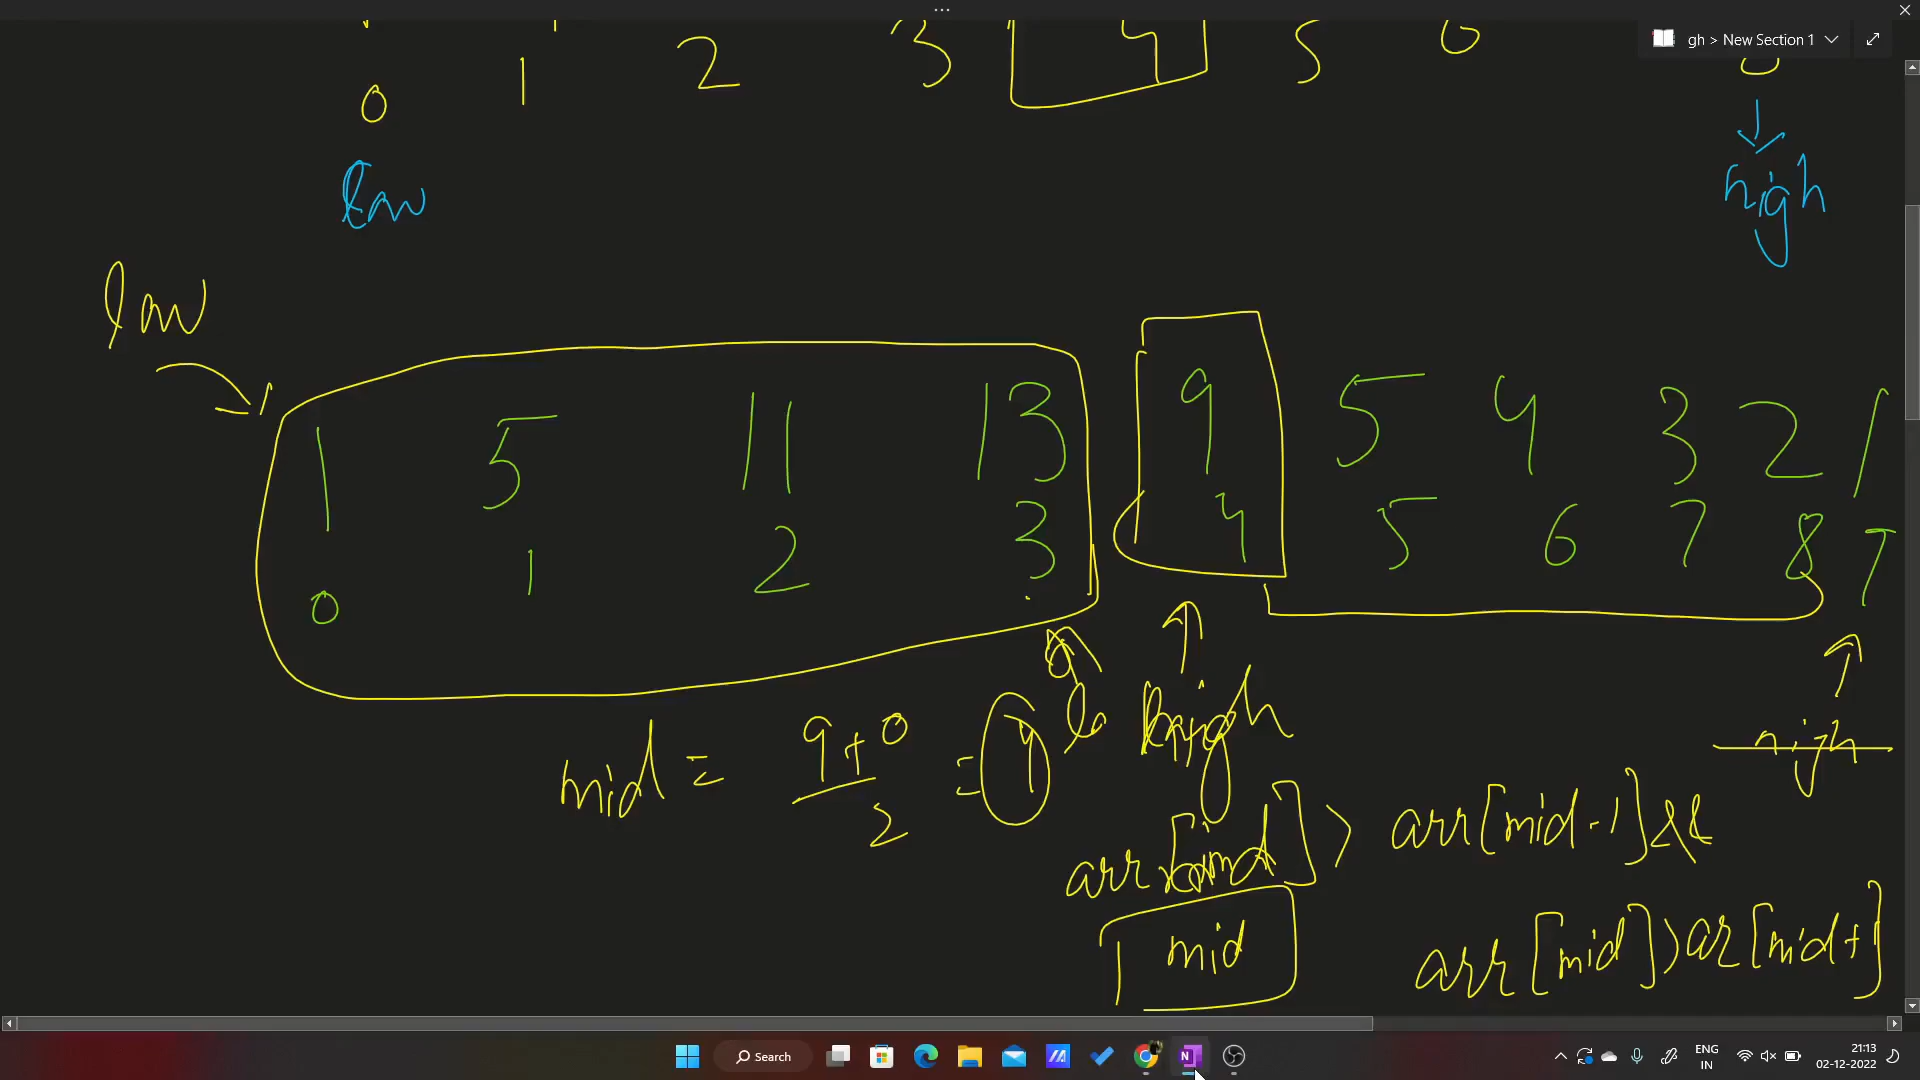 gh > New Section 1
0 1 2 3 4 5 6
low
high
low
1 5 11 13 9 5 4 3 2 1
0 1 2 3 4 5 6 7 8
mid = 9+0 / 2 = 4
high
high
arr[mid] > arr[mid-1] &&
mid
arr[mid] > ar[mid+]
Search
ENG
IN
21:13
02-12-2022